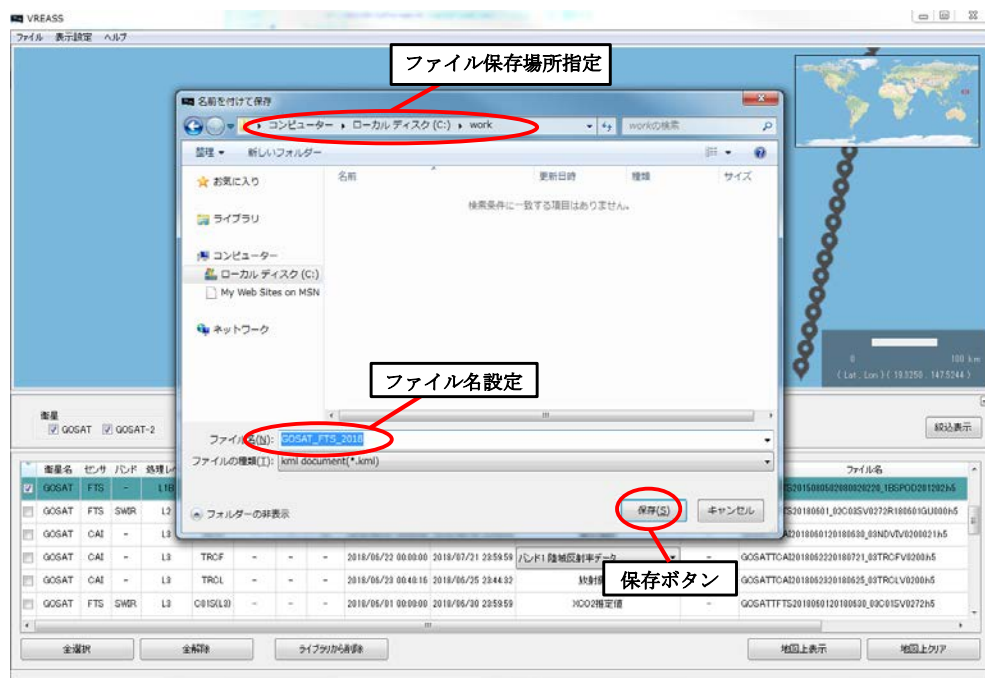 VREASS
ファイル 表示設定 ヘルプ
ファイル保存場所指定
名前を付けて保存
コンピューター ▸ ローカル ディスク (C:) ▸ work
workの検索
整理 ▼ 新しいフォルダー
お気に入り
ライブラリ
コンピューター
ローカル ディスク (C:)
My Web Sites on MSN
ネットワーク
名前 更新日時 種類 サイズ
検索条件に一致する項目はありません。
0 100 km
( Lat . Lon ) ( 19.3250 . 147.5244 )
ファイル名設定
ファイル名(N): GOSAT_FTS_2018
ファイルの種類(T): kml document(*.kml)
フォルダーの非表示
保存(S)
キャンセル
保存ボタン
衛星
GOSAT GOSAT-2
絞込表示
衛星名 センサ バンド 処理レベ ファイル名
GOSAT FTS - L1B
GOSAT FTS SWIR L2
GOSAT CAI - L3
GOSAT CAI - L3 TRCF - - - 2018/06/22 00:00:00 2018/07/21 23:59:59 バンド1 陸域反射率データ - GOSATTCAI2018062220180721_03TRCFV0200.h5
GOSAT CAI - L3 TRCL - - - 2018/06/23 00:40:16 2018/06/25 23:44:32 GOSATTCAI2018062320180625_03TRCLV0200.h5
GOSAT FTS SWIR L3 C01S(L3) - - - 2018/06/01 00:00:00 2018/06/30 23:59:59 XCO2推定値 - GOSATTFTS2018060120180630_03C01SV0272.h5
全選択 全解除 ライブラリから削除 地図上表示 地図上クリア